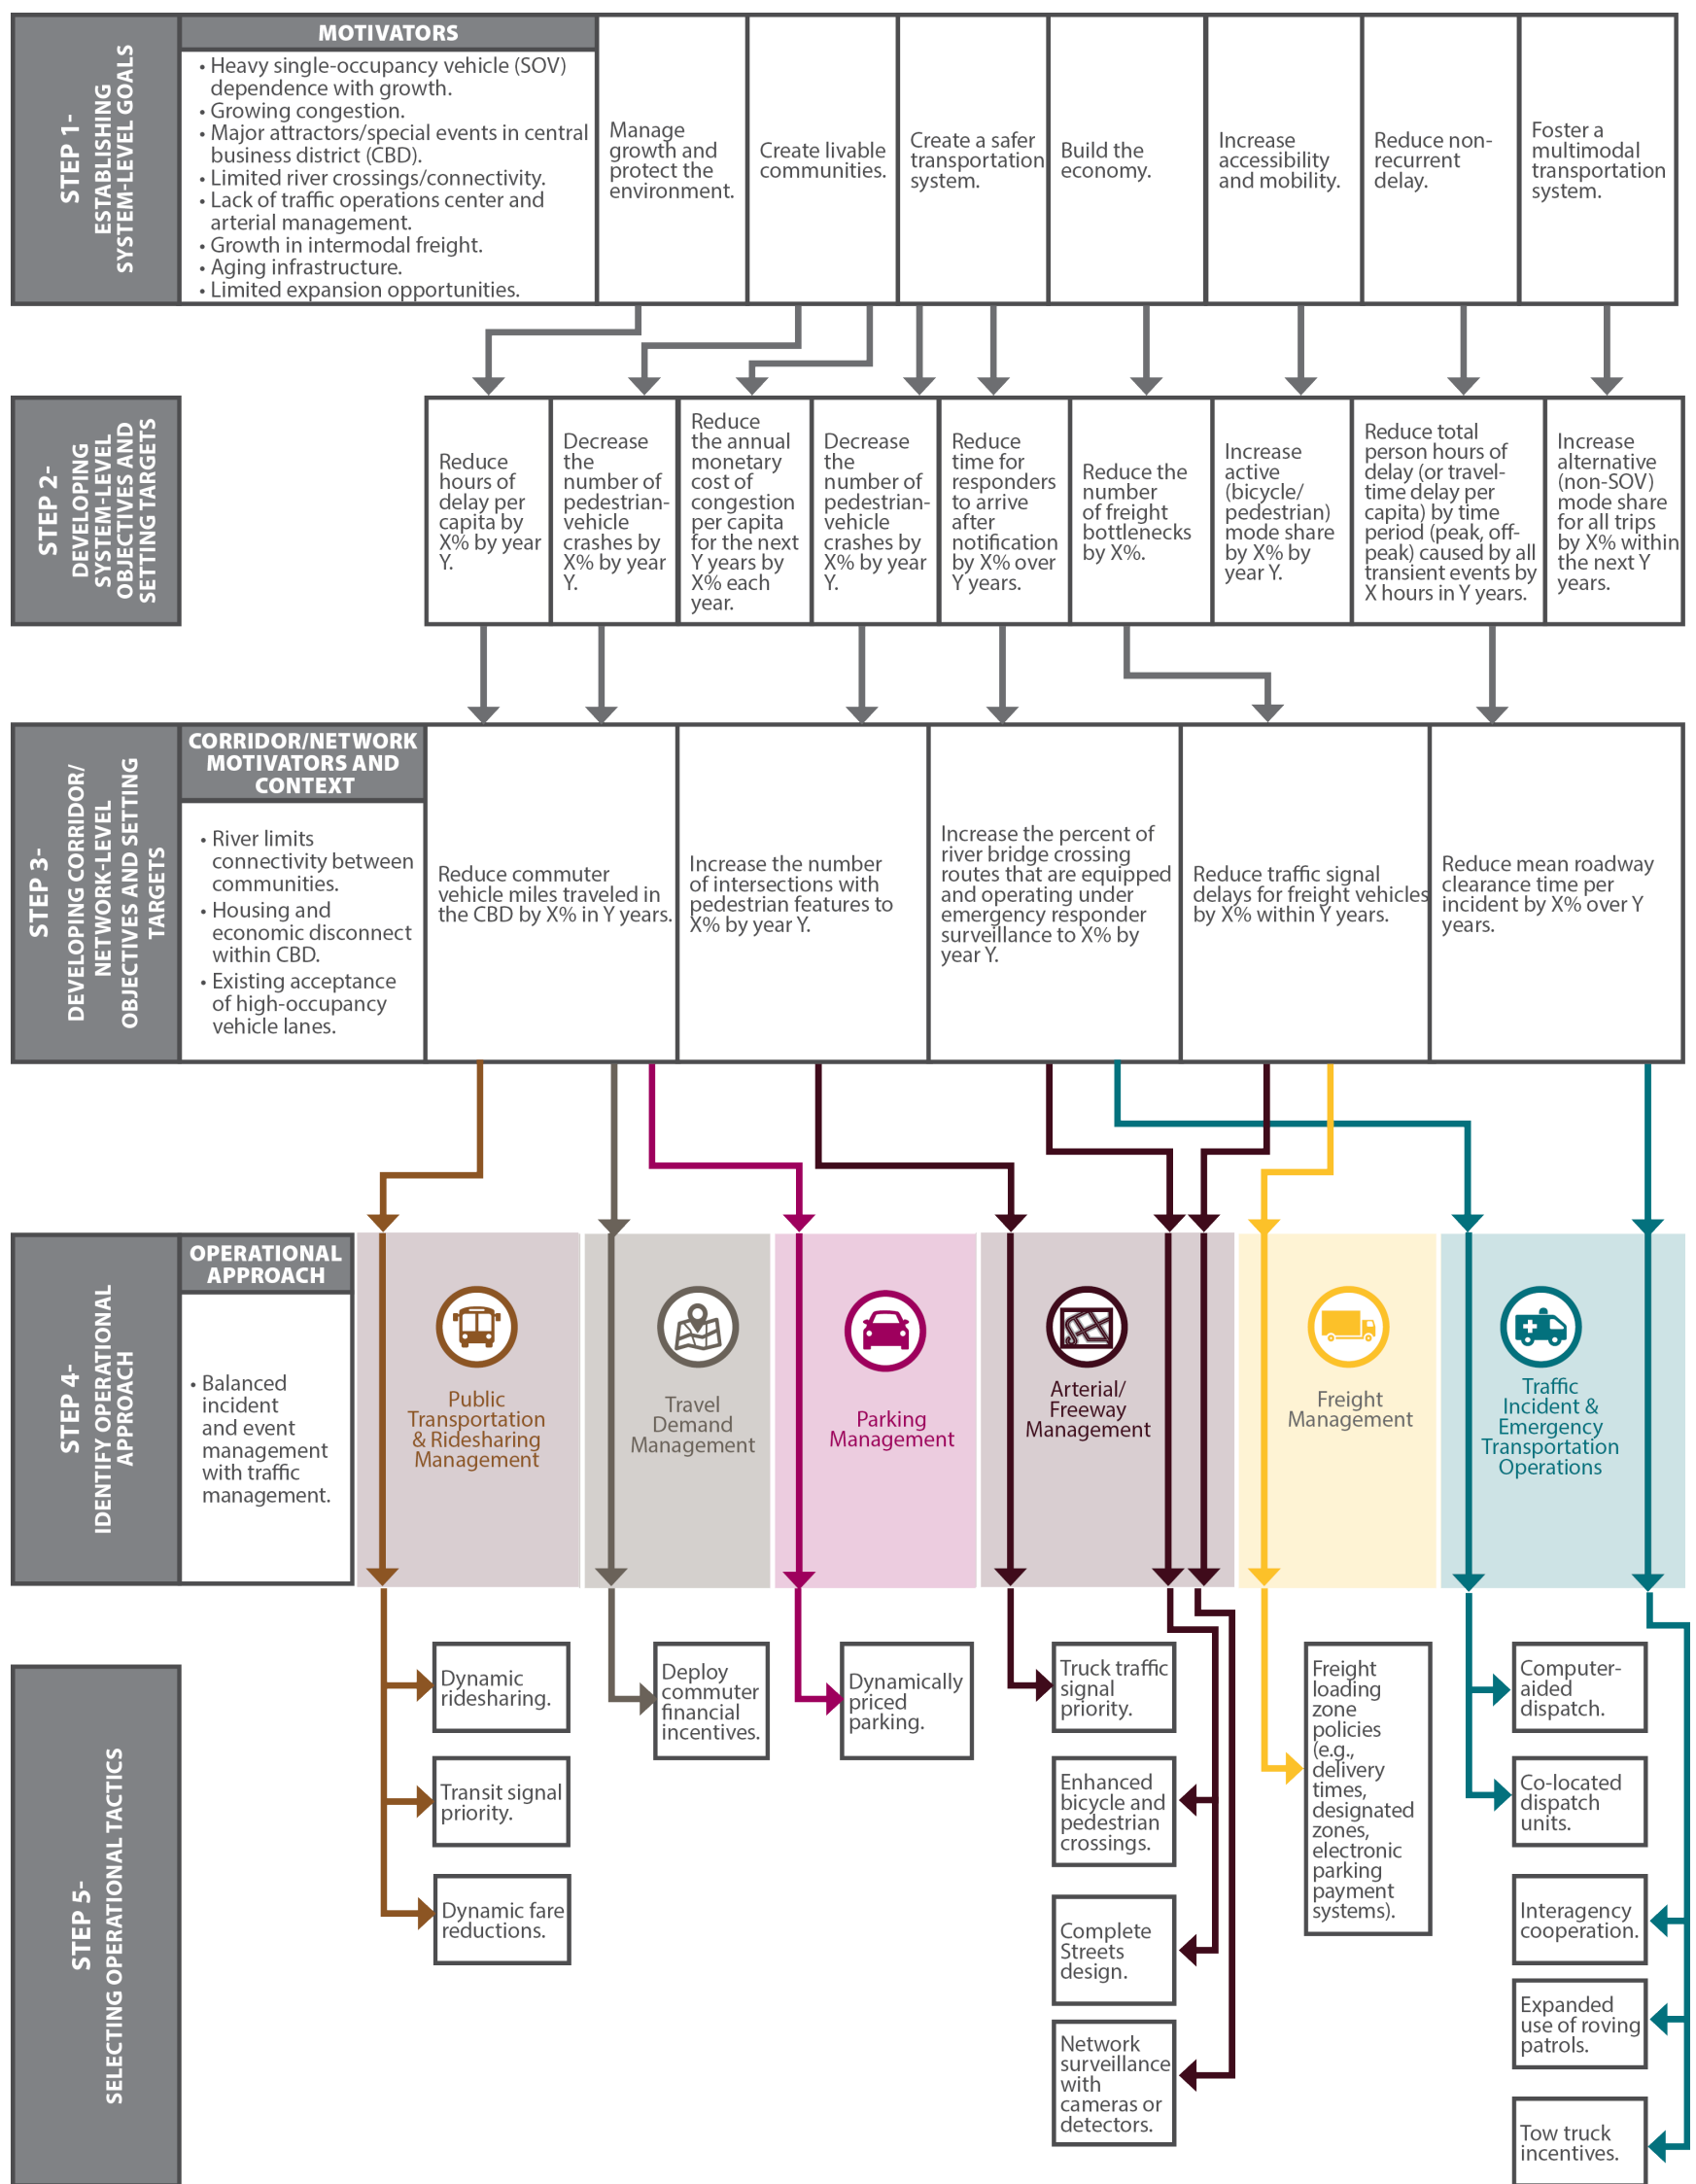 STEP 1-
ESTABLISHING
SYSTEM-LEVEL GOALS
MOTIVATORS
• Heavy single-occupancy vehicle (SOV)
dependence with growth.
• Growing congestion.
• Major attractors/special events in central
business district (CBD).
• Limited river crossings/connectivity.
• Lack of traffic operations center and
arterial management.
• Growth in intermodal freight.
• Aging infrastructure.
• Limited expansion opportunities.
Manage
growth and
protect the
environment.
Create livable
communities.
Create a safer
transportation
system.
Build the
economy.
Increase
accessibility
and mobility.
Reduce non-
recurrent
delay.
Foster a
multimodal
transportation
system.
STEP 2-
DEVELOPING
SYSTEM-LEVEL
OBJECTIVES AND
SETTING TARGETS
Reduce
hours of
delay per
capita by
X% by year
Y.
Decrease
the
number of
pedestrian-
vehicle
crashes by
X% by year
Y.
Reduce
the annual
monetary
cost of
congestion
per capita
for the next
Y years by
X% each
year.
Decrease
the
number of
pedestrian-
vehicle
crashes by
X% by year
Y.
Reduce
time for
responders
to arrive
after
notification
by X% over
Y years.
Reduce the
number
of freight
bottlenecks
by X%.
Increase
active
(bicycle/
pedestrian)
mode share
by X% by
year Y.
Reduce total
person hours of
delay (or travel-
time delay per
capita) by time
period (peak, off-
peak) caused by all
transient events by
X hours in Y years.
Increase
alternative
(non-SOV)
mode share
for all trips
by X% within
the next Y
years.
STEP 3-
DEVELOPING CORRIDOR/
NETWORK-LEVEL
OBJECTIVES AND SETTING
TARGETS
CORRIDOR/NETWORK
MOTIVATORS AND
CONTEXT
• River limits
connectivity between
communities.
• Housing and
economic disconnect
within CBD.
• Existing acceptance
of high-occupancy
vehicle lanes.
Reduce commuter
vehicle miles traveled in
the CBD by X% in Y years.
Increase the number
of intersections with
pedestrian features to
X% by year Y.
Increase the percent of
river bridge crossing
routes that are equipped
and operating under
emergency responder
surveillance to X% by
year Y.
Reduce traffic signal
delays for freight vehicles
by X% within Y years.
Reduce mean roadway
clearance time per
incident by X% over Y
years.
STEP 4-
IDENTIFY OPERATIONAL
APPROACH
OPERATIONAL
APPROACH
• Balanced
incident
and event
management
with traffic
management.
Public
Transportation
& Ridesharing
Management
Travel
Demand
Management
Parking
Management
Arterial/
Freeway
Management
Freight
Management
Traffic
Incident &
Emergency
Transportation
Operations
STEP 5-
SELECTING OPERATIONAL TACTICS
Dynamic
ridesharing.
Transit signal
priority.
Dynamic fare
reductions.
Deploy
commuter
financial
incentives.
Dynamically
priced
parking.
Truck traffic
signal
priority.
Enhanced
bicycle and
pedestrian
crossings.
Complete
Streets
design.
Network
surveillance
with
cameras or
detectors.
Freight
loading
zone
policies
(e.g.,
delivery
times,
designated
zones,
electronic
parking
payment
systems).
Computer-
aided
dispatch.
Co-located
dispatch
units.
Interagency
cooperation.
Expanded
use of roving
patrols.
Tow truck
incentives.